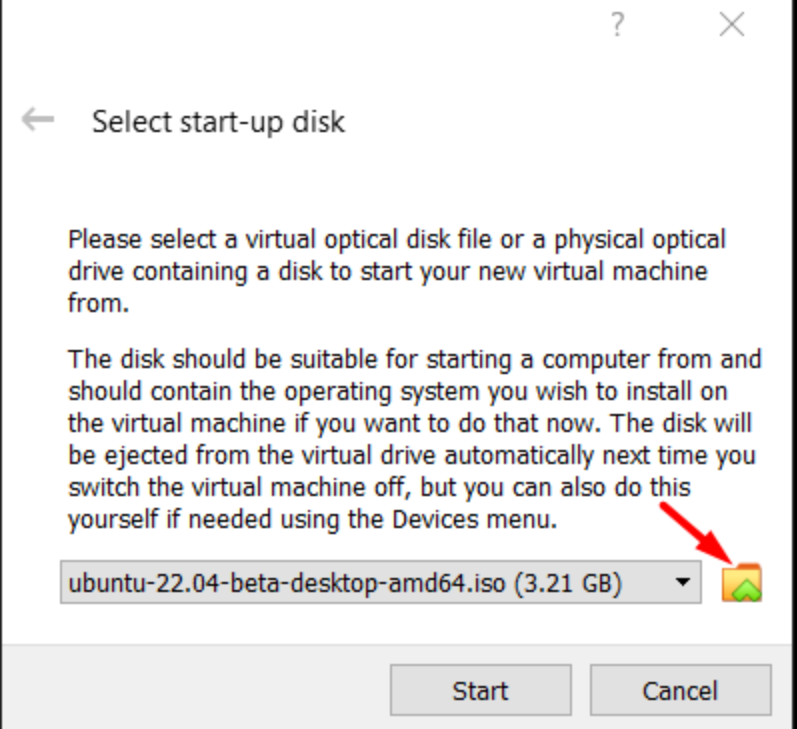 ?
Select start-up disk
Please select a virtual optical disk file or a physical optical
drive containing a disk to start your new virtual machine
from.
The disk should be suitable for starting a computer from and
should contain the operating system you wish to install on
the virtual machine if you want to do that now. The disk will
be ejected from the virtual drive automatically next time you
switch the virtual machine off, but you can also do this
yourself if needed using the Devices menu.
ubuntu-22.04-beta-desktop-amd64.iso (3.21 GB)
Start Cancel